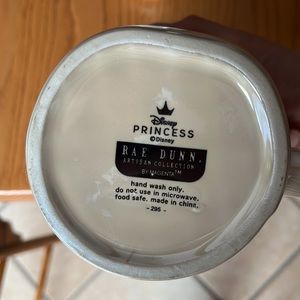 Disney
PRINCESS
©Disney
RAE DUNN.
ARTISAN COLLECTION
BY MAGENTA™
hand wash only.
do not use in microwave.
food safe. made in china.
- 295 -